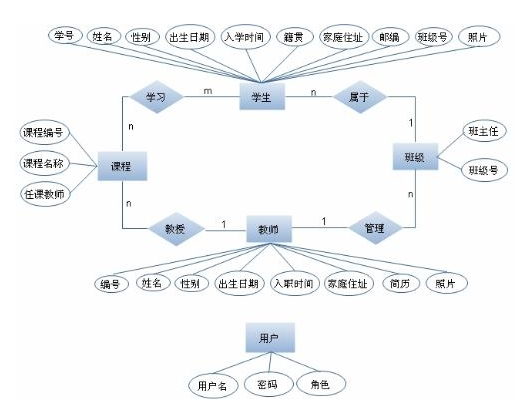 学号 姓名 性别 出生日期 入学时间 籍贯 家庭住址 邮编 班级号 照片
学习 m 学生 n 属于
n 1
课程编号 班主任
课程名称 课程 班级
任课教师 班级号
n n
教授 1 教师 1 管理
编号 姓名 性别 出生日期 入职时间 家庭住址 简历 照片
用户
用户名 密码 角色